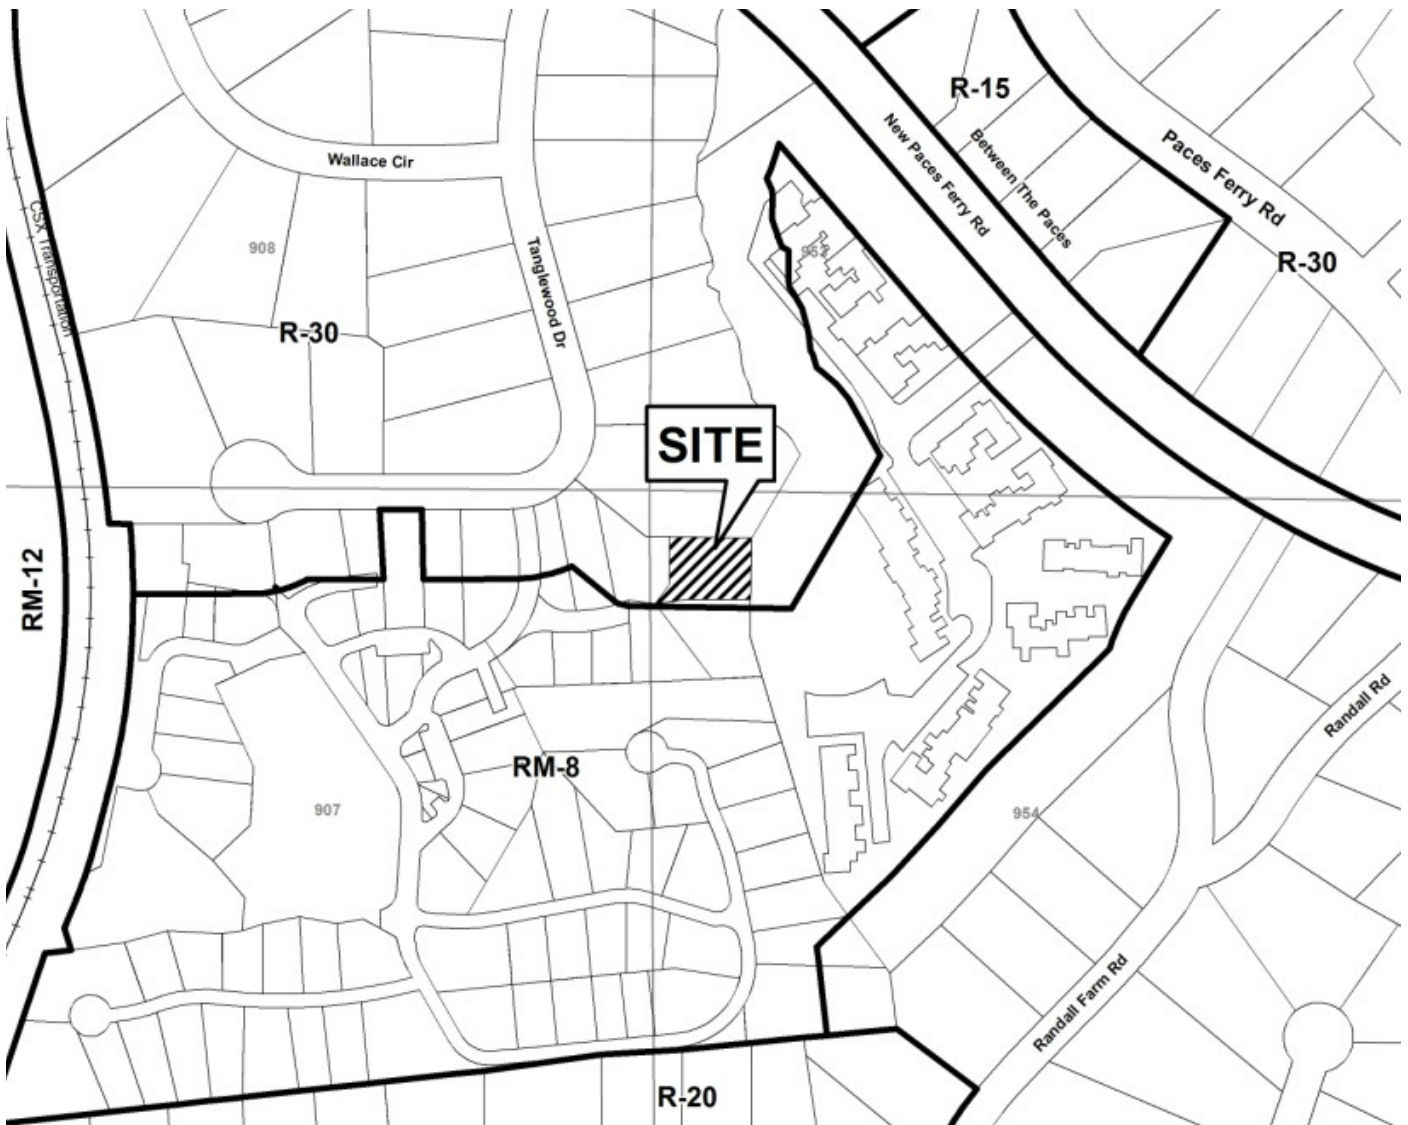 R-15
New Paces Ferry Rd
Between The Paces
Paces Ferry Rd
Wallace Cir
CSX Transportation
908
Tanglewood Dr
R-30
R-30
SITE
RM-12
Randall Rd
RM-8
907
954
Randall Farm Rd
R-20